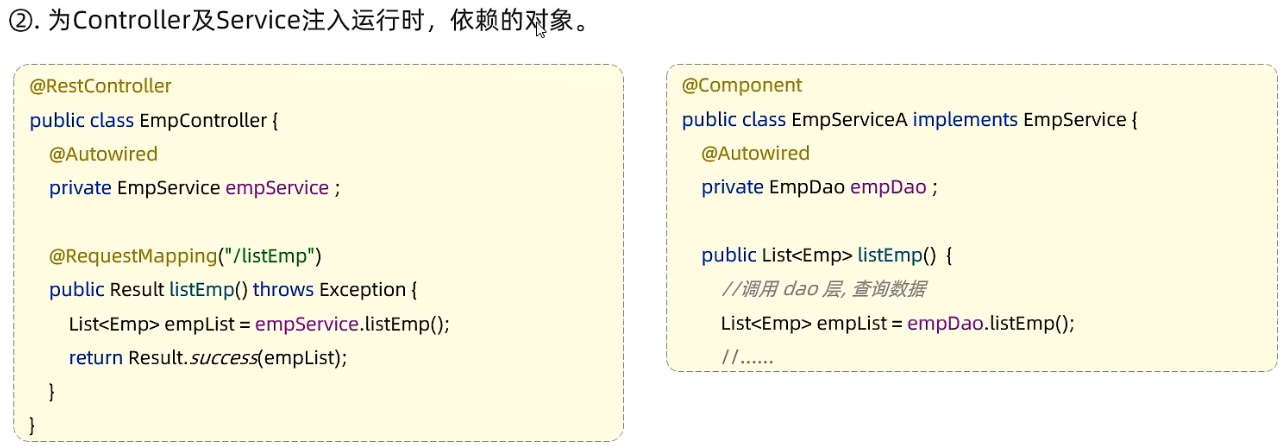 ②. 为Controller及Service注入运行时，依赖的对象。
@RestController
public class EmpController {
@Autowired
private EmpService empService ;
@RequestMapping("/listEmp")
public Result listEmp() throws Exception {
List<Emp> empList = empService.listEmp();
return Result.success(empList);
}
}
@Component
public class EmpServiceA implements EmpService {
@Autowired
private EmpDao empDao ;
public List<Emp> listEmp() {
//调用 dao 层, 查询数据
List<Emp> empList = empDao.listEmp();
//......